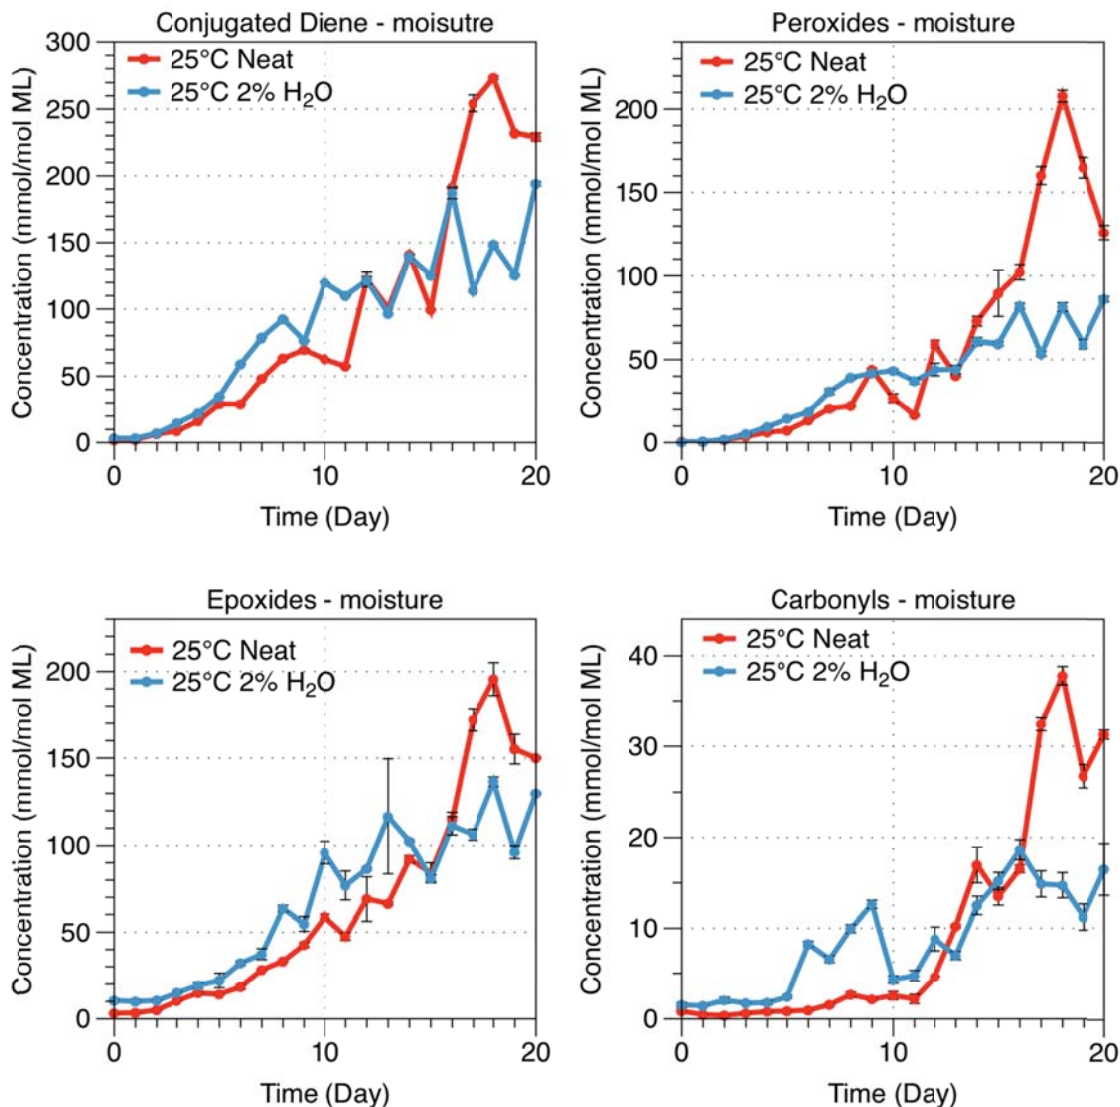 Conjugated Diene - moisutre
25°C Neat
25°C 2% H₂O
Concentration (mmol/mol ML)
300
250
200
150
100
50
0
0
10
20
Time (Day)
Peroxides - moisture
25°C Neat
25°C 2% H₂O
Concentration (mmol/mol ML)
200
150
100
50
0
0
10
20
Time (Day)
Epoxides - moisture
25°C Neat
25°C 2% H₂O
Concentration (mmol/mol ML)
200
150
100
50
0
0
10
20
Time (Day)
Carbonyls - moisture
25°C Neat
25°C 2% H₂O
Concentration (mmol/mol ML)
40
30
20
10
0
0
10
20
Time (Day)